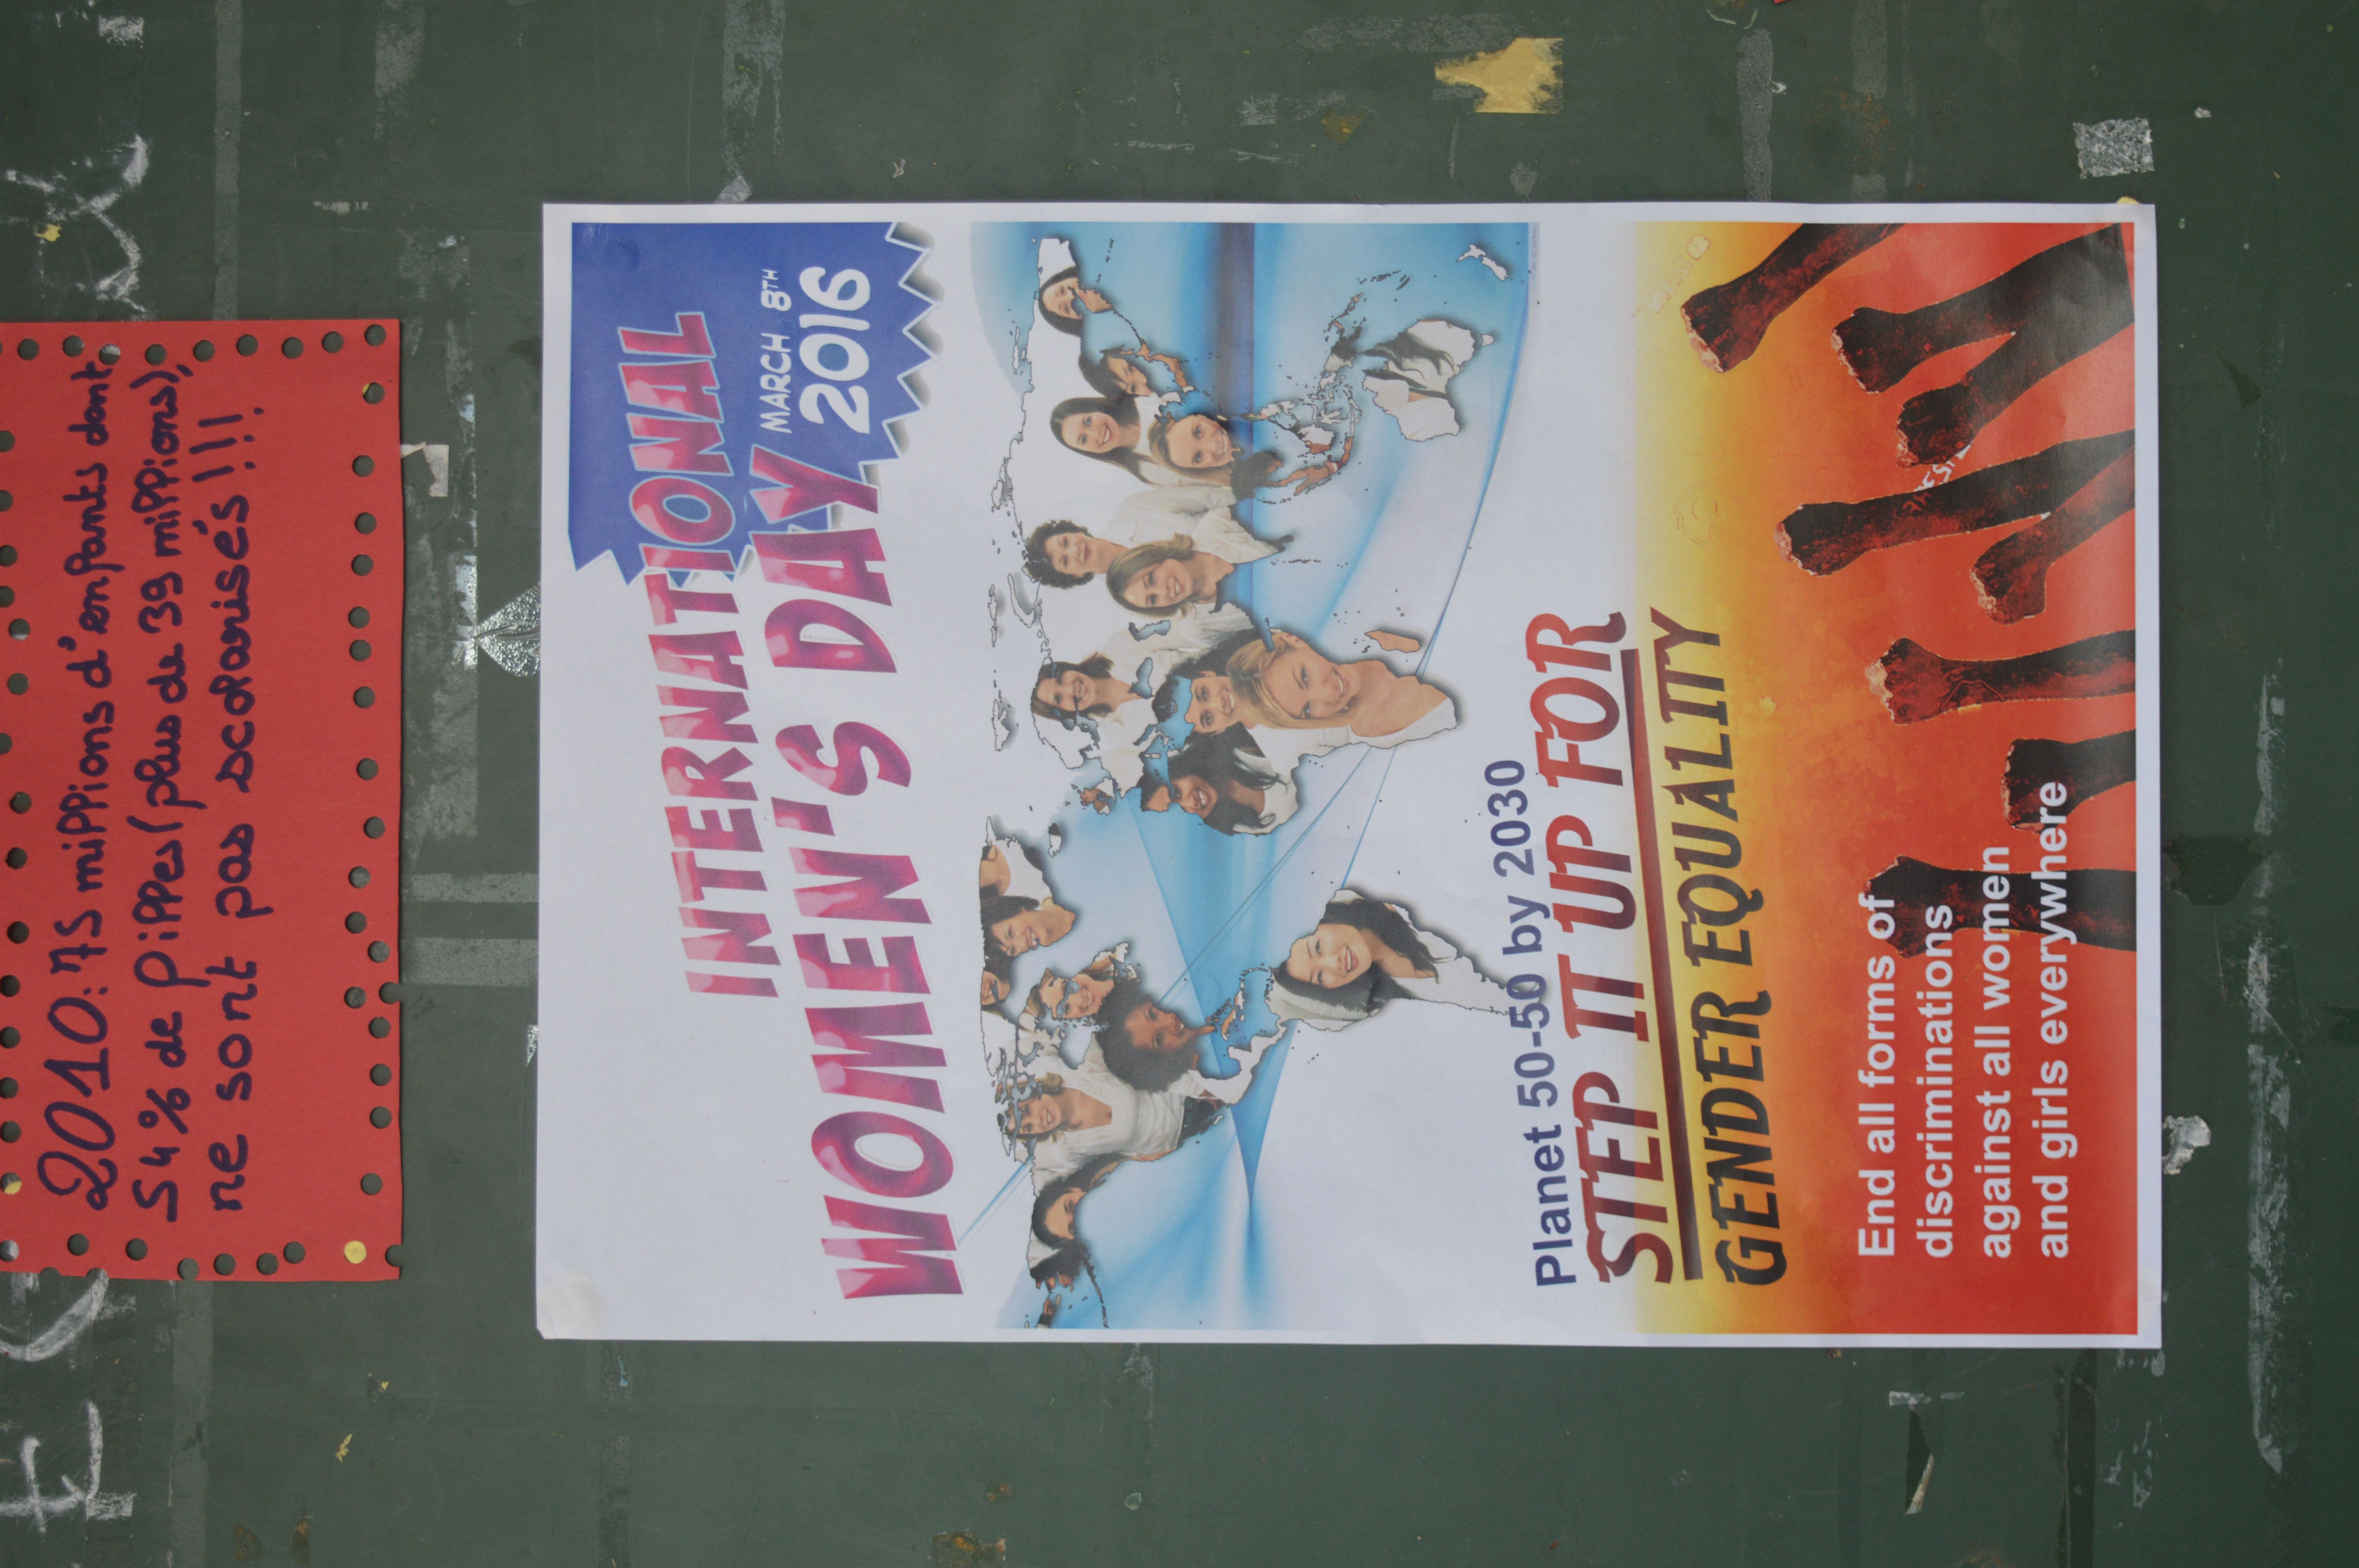 2010: 75 millions d'enfants dont
54% de filles (plus de 39 millions),
ne sont pas scolarisés!!!
INTERNATIONAL
WOMEN'S DAY
MARCH 8TH
2016
Planet 50-50 by 2030
STEP IT UP FOR
GENDER EQUALITY
End all forms of
discriminations
against all women
and girls everywhere